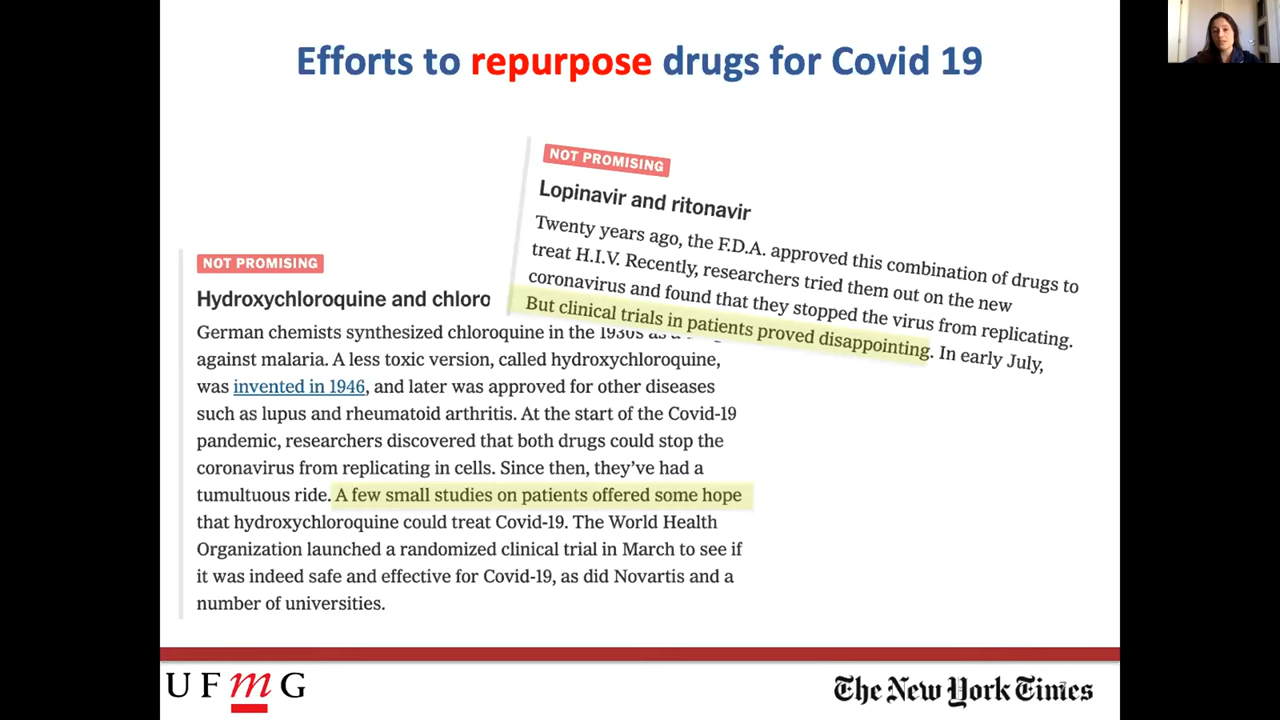 Efforts to repurpose drugs for Covid 19
NOT PROMISING
Lopinavir and ritonavir
Twenty years ago, the F.D.A. approved this combination of drugs to
treat H.I.V. Recently, researchers tried them out on the new
coronavirus and found that they stopped the virus from replicating.
But clinical trials in patients proved disappointing. In early July,
NOT PROMISING
Hydroxychloroquine and chloro
German chemists synthesized chloroquine in the 1930s as a
against malaria. A less toxic version, called hydroxychloroquine,
was invented in 1946, and later was approved for other diseases
such as lupus and rheumatoid arthritis. At the start of the Covid-19
pandemic, researchers discovered that both drugs could stop the
coronavirus from replicating in cells. Since then, they’ve had a
tumultuous ride. A few small studies on patients offered some hope
that hydroxychloroquine could treat Covid-19. The World Health
Organization launched a randomized clinical trial in March to see if
it was indeed safe and effective for Covid-19, as did Novartis and a
number of universities.
UFmG
The New York Times